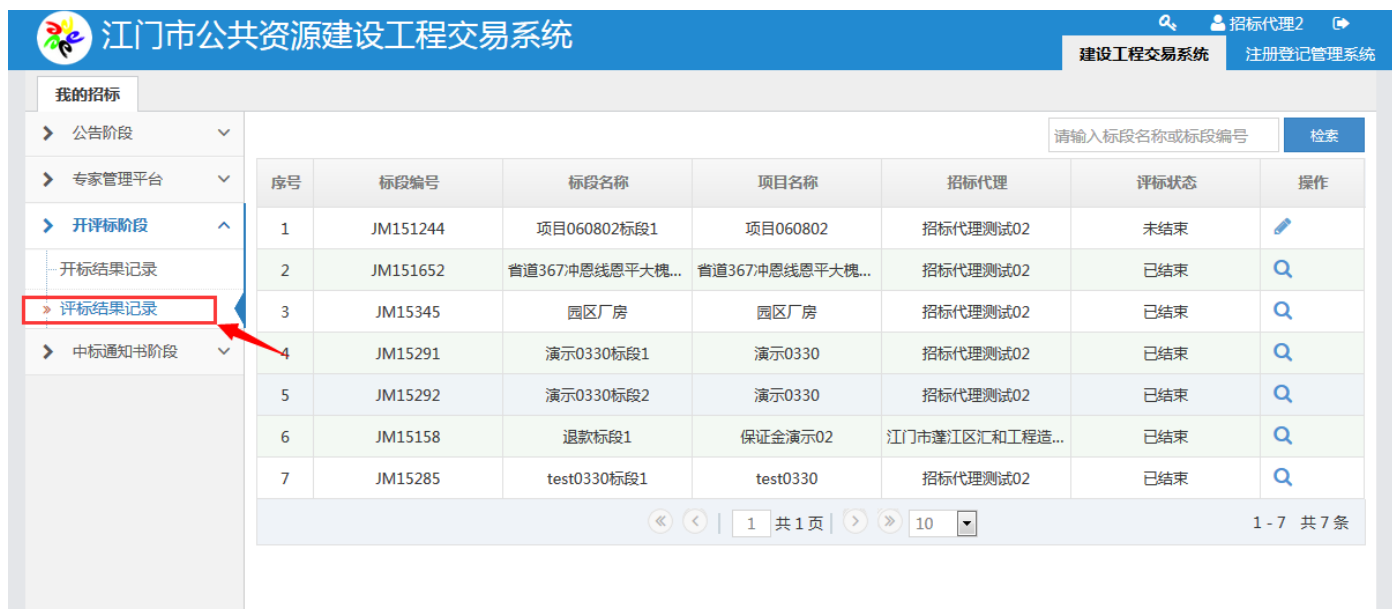 江门市公共资源建设工程交易系统
招标代理2
建设工程交易系统 注册登记管理系统
我的招标
公告阶段
专家管理平台
开评标阶段
开标结果记录
评标结果记录
中标通知书阶段
请输入标段名称或标段编号 检索
序号 标段编号 标段名称 项目名称 招标代理 评标状态 操作
1 JM151244 项目060802标段1 项目060802 招标代理测试02 未结束
2 JM151652 省道367冲恩线恩平大槐... 省道367冲恩线恩平大槐... 招标代理测试02 已结束
3 JM15345 园区厂房 园区厂房 招标代理测试02 已结束
4 JM15291 演示0330标段1 演示0330 招标代理测试02 已结束
5 JM15292 演示0330标段2 演示0330 招标代理测试02 已结束
6 JM15158 退款标段1 保证金演示02 江门市蓬江区汇和工程造... 已结束
7 JM15285 test0330标段1 test0330 招标代理测试02 已结束
1 共1页 10 1 - 7 共7条